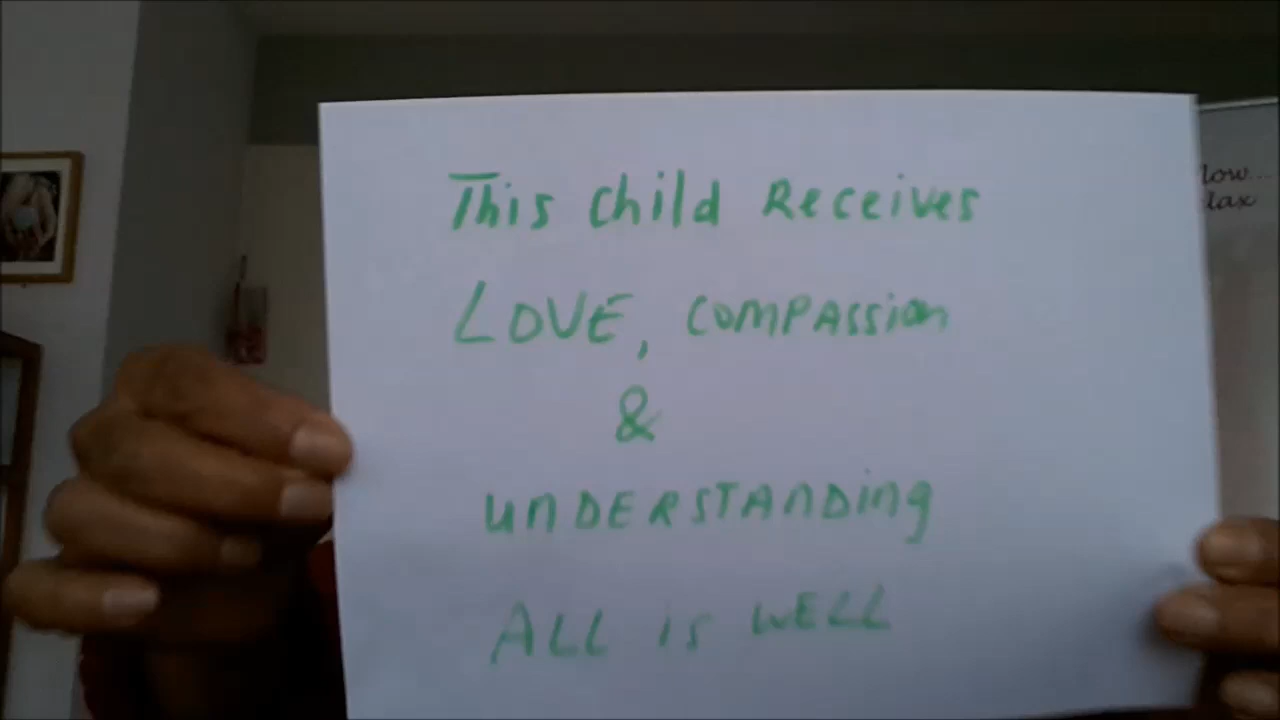 This Child Receives
LOVE, COMPASSion
&
UNDERSTANDing
ALL is WELL